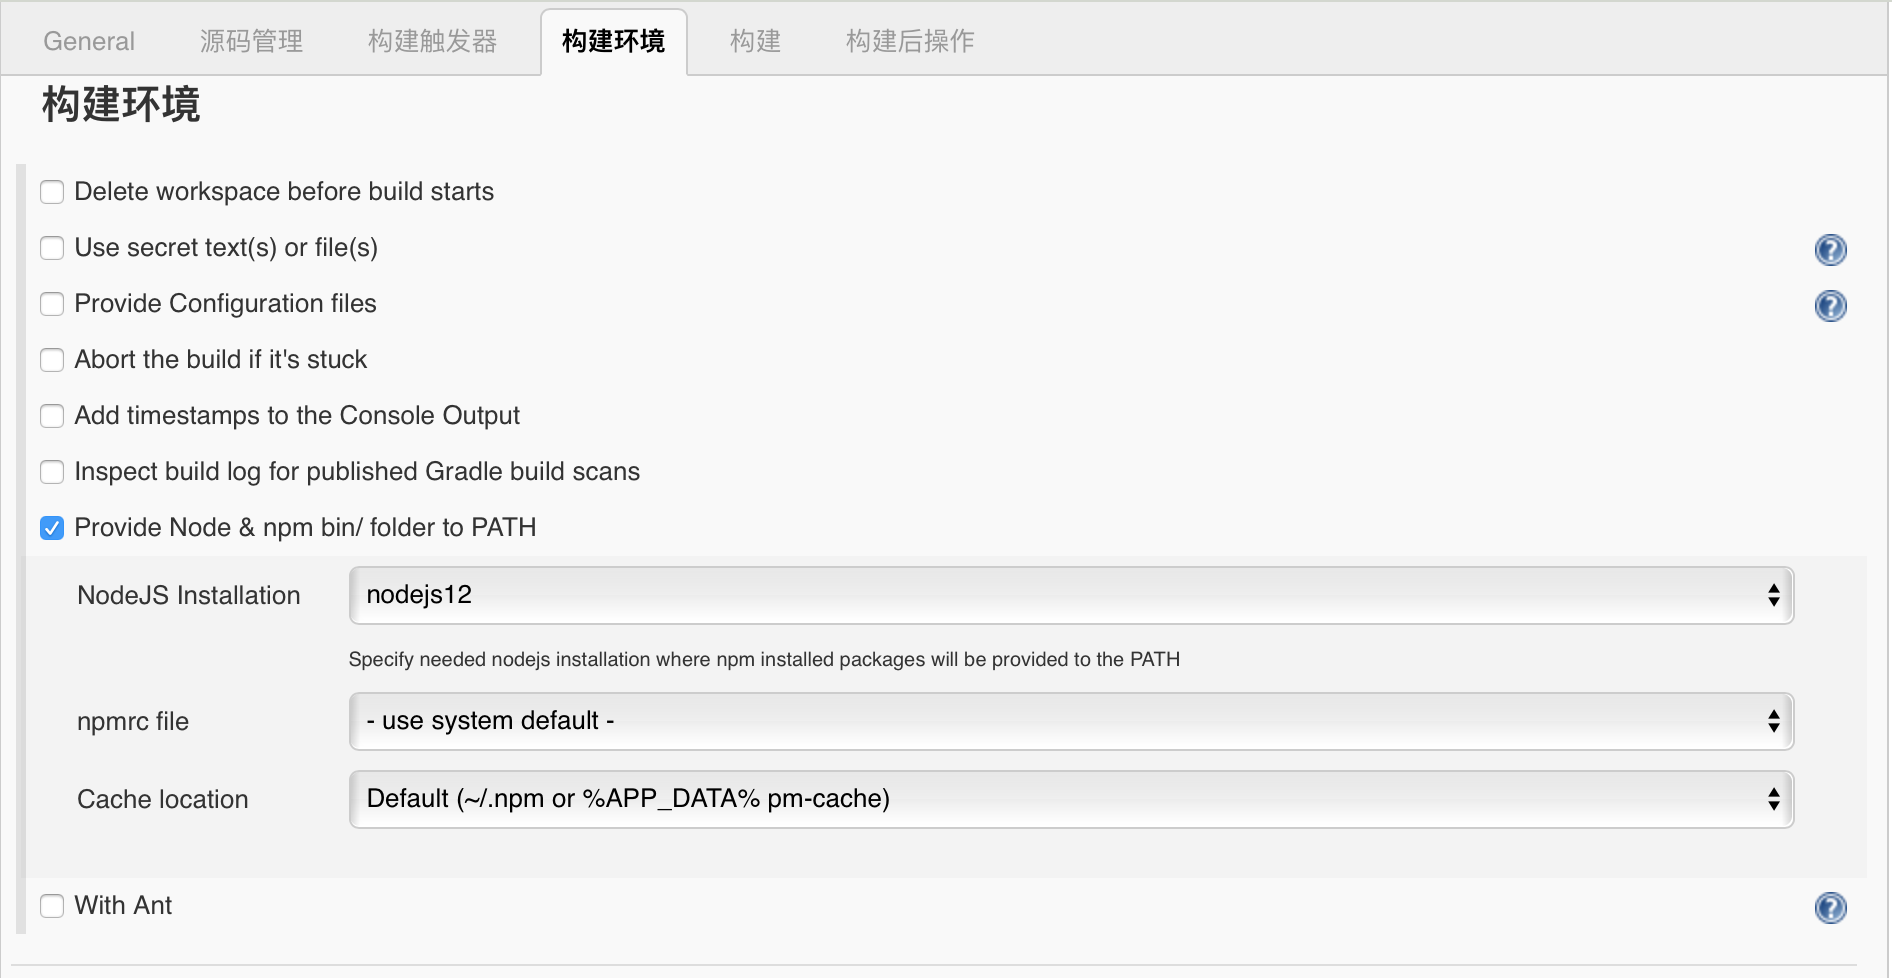 General 源码管理 构建触发器 构建环境 构建 构建后操作
构建环境
Delete workspace before build starts
Use secret text(s) or file(s)
Provide Configuration files
Abort the build if it's stuck
Add timestamps to the Console Output
Inspect build log for published Gradle build scans
Provide Node & npm bin/ folder to PATH
NodeJS Installation nodejs12
Specify needed nodejs installation where npm installed packages will be provided to the PATH
npmrc file - use system default -
Cache location Default (~/.npm or %APP_DATA% pm-cache)
With Ant